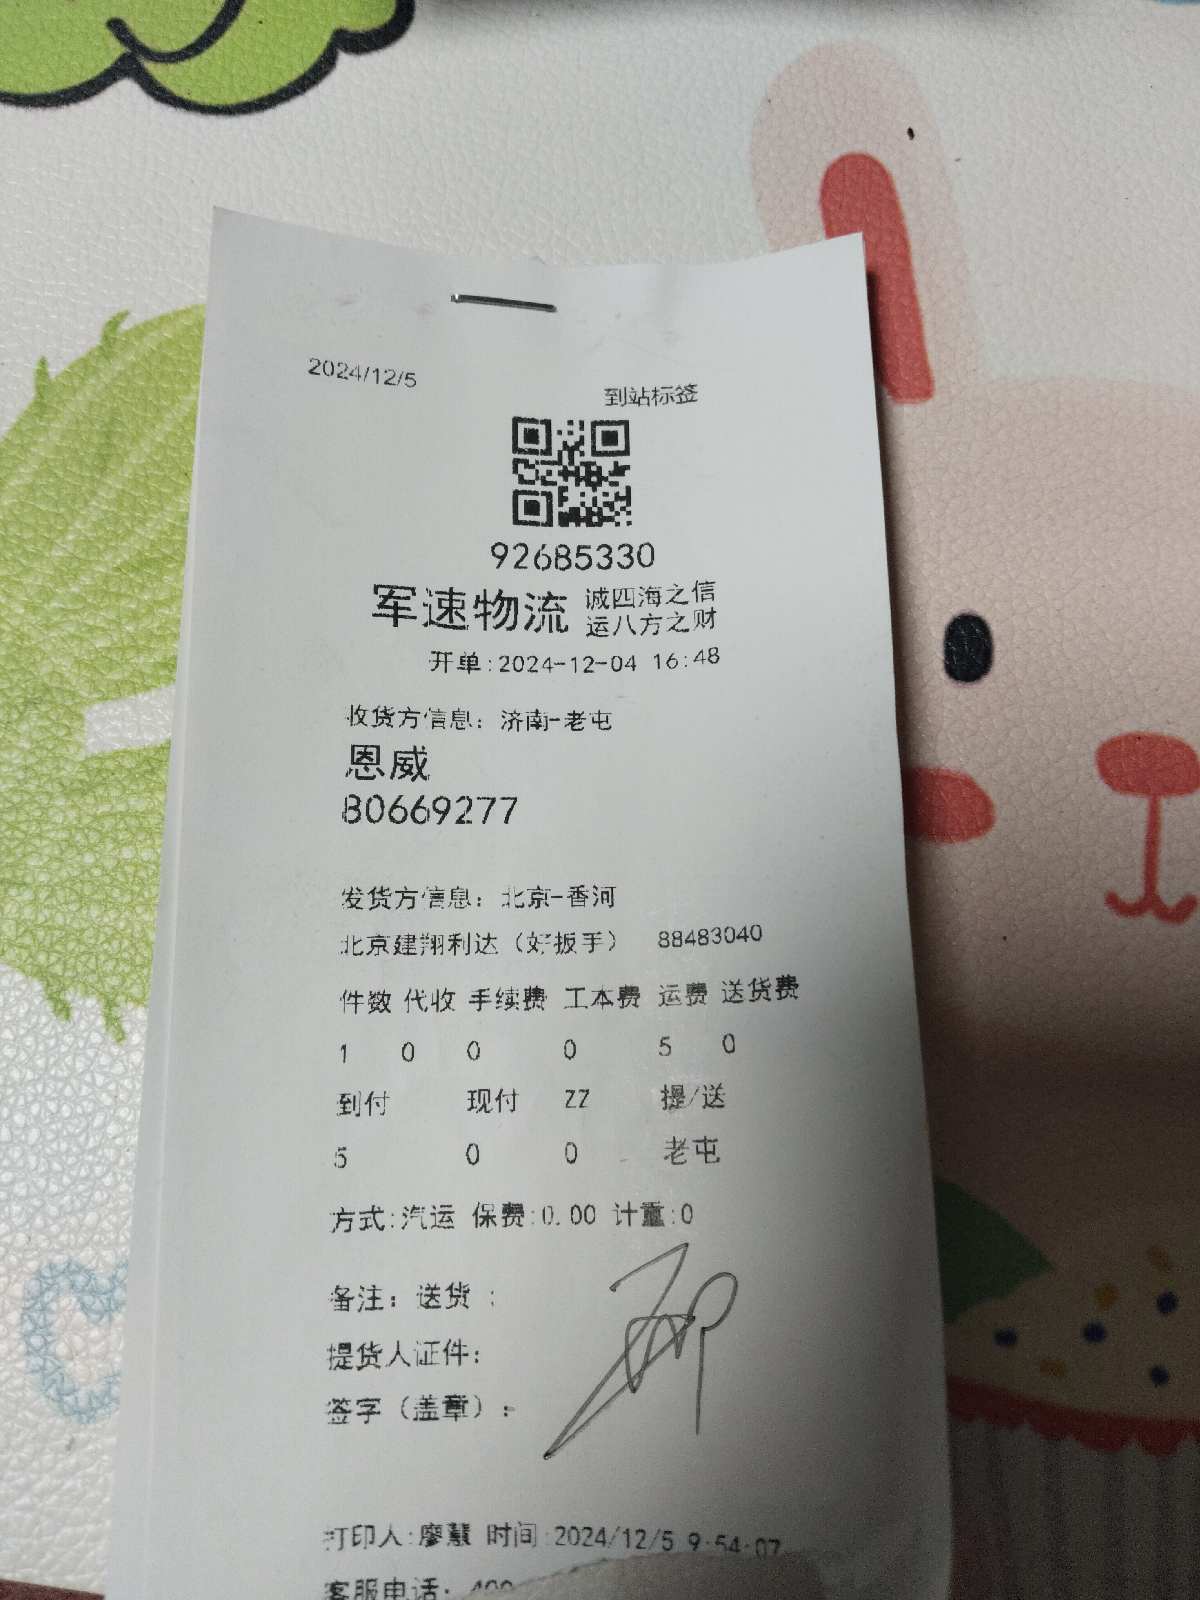 2024/12/5
到站标签
92685330
军速物流 诚四海之信
运八方之财
开单:2024-12-04 16:48
收货方信息：济南-老屯
恩威
80669277
发货方信息：北京-香河
北京建翔利达（好扳手） 88483040
件数 代收 手续费 工本费 运费 送货费
1 0 0 0 5 0
到付 现付 ZZ 提/送
5 0 0 老屯
方式:汽运 保费:0.00 计重:0
备注：送货 :
提货人证件:
签字（盖章）:
打印人:廖慧 时间:2024/12/5 9:54:07
客服电话: 400